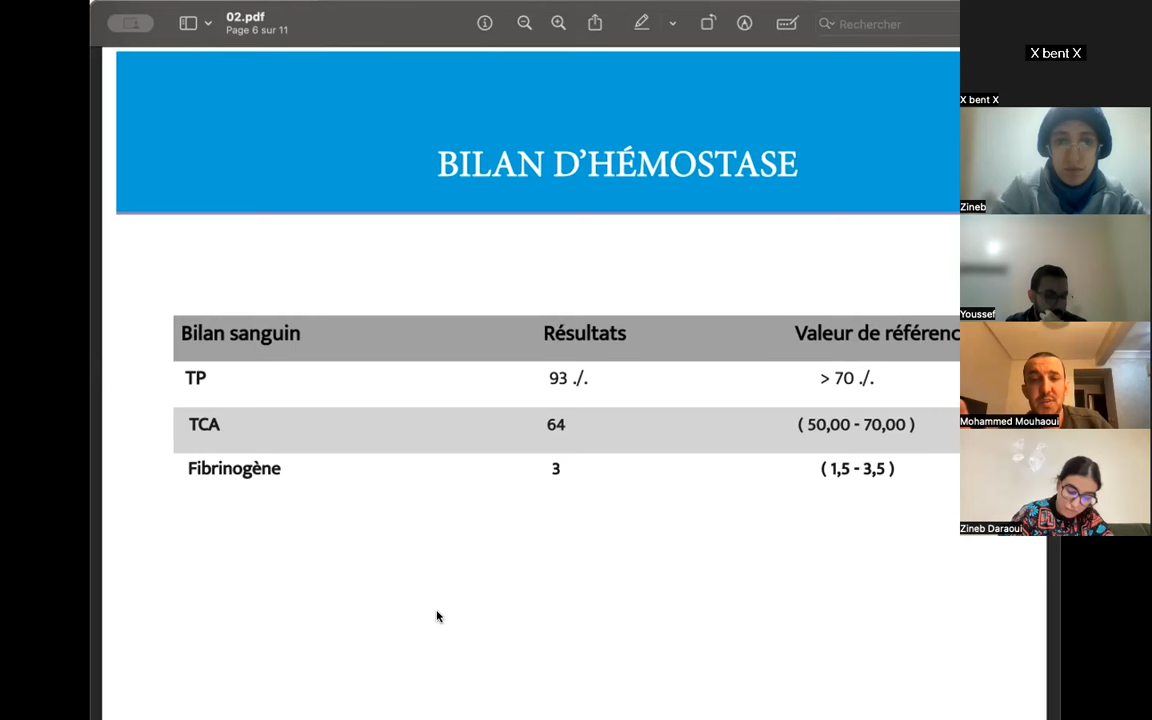 02.pdf
Page 6 sur 11
Rechercher
BILAN D'HÉMOSTASE
Bilan sanguin Résultats Valeur de référenc
TP 93 ./. > 70 ./.
TCA 64 ( 50,00 - 70,00 )
Fibrinogène 3 ( 1,5 - 3,5 )
X bent X
X bent X
Zineb
Youssef
Mohammed Mouhaoui
Zineb Daraoui